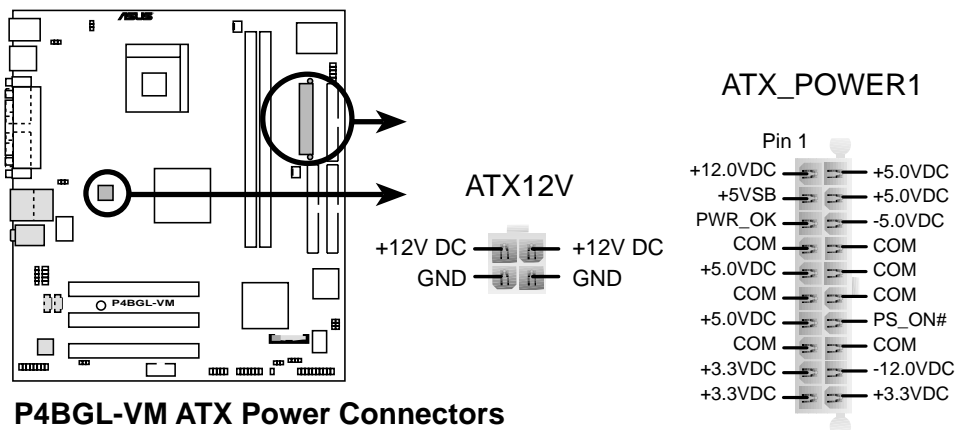 ASUS
P4BGL-VM
ATX12V
+12V DC +12V DC
GND GND
ATX_POWER1
Pin 1
+12.0VDC +5.0VDC
+5VSB +5.0VDC
PWR_OK -5.0VDC
COM COM
+5.0VDC COM
COM COM
+5.0VDC PS_ON#
COM COM
+3.3VDC -12.0VDC
+3.3VDC +3.3VDC
P4BGL-VM ATX Power Connectors